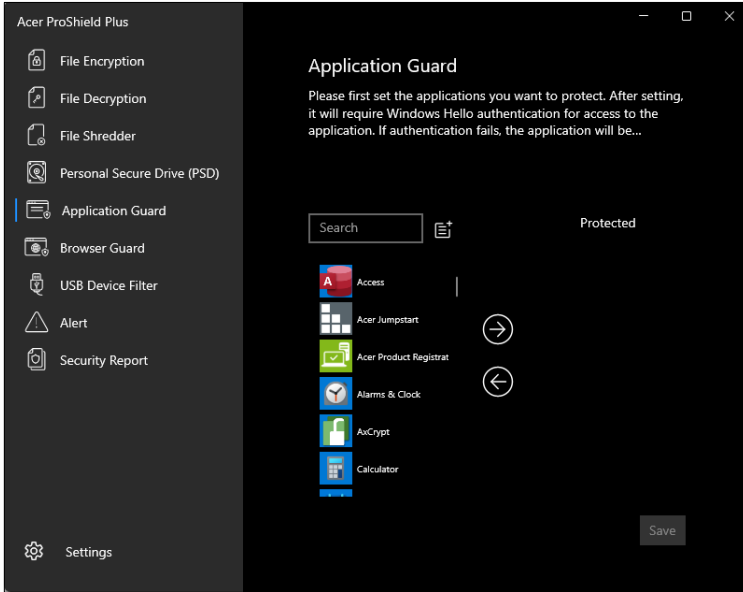 Acer ProShield Plus
File Encryption
File Decryption
File Shredder
Personal Secure Drive (PSD)
Application Guard
Browser Guard
USB Device Filter
Alert
Security Report
Settings
Application Guard
Please first set the applications you want to protect. After setting,
it will require Windows Hello authentication for access to the
application. If authentication fails, the application will be...
Search
Protected
A Access
Acer Jumpstart
Acer Product Registrat
Alarms & Clock
AxCrypt
Calculator
Save